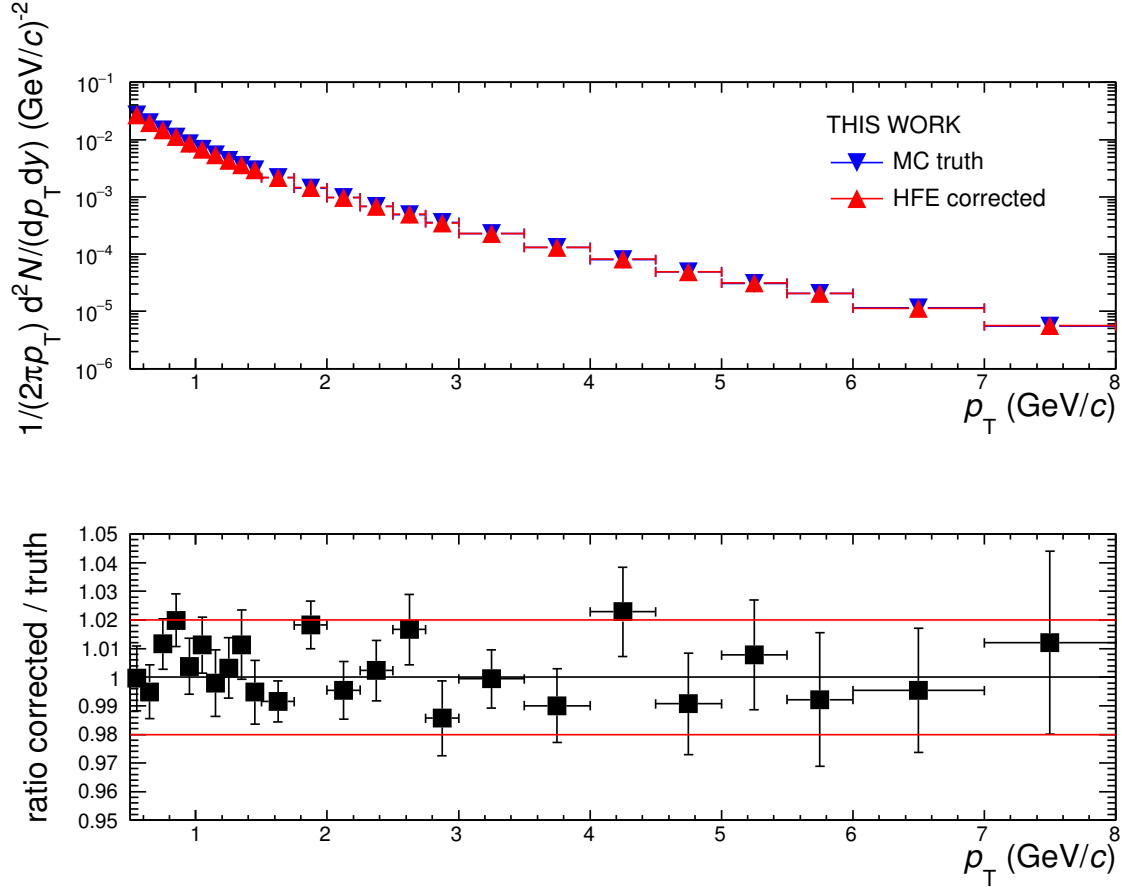 1/(2πp_T) d²N/(dp_T dy) (GeV/c)⁻²
10⁻¹
10⁻²
10⁻³
10⁻⁴
10⁻⁵
10⁻⁶
THIS WORK
MC truth
HFE corrected
1 2 3 4 5 6 7 8
p_T (GeV/c)
ratio corrected / truth
1.05
1.04
1.03
1.02
1.01
1
0.99
0.98
0.97
0.96
0.95
1 2 3 4 5 6 7 8
p_T (GeV/c)